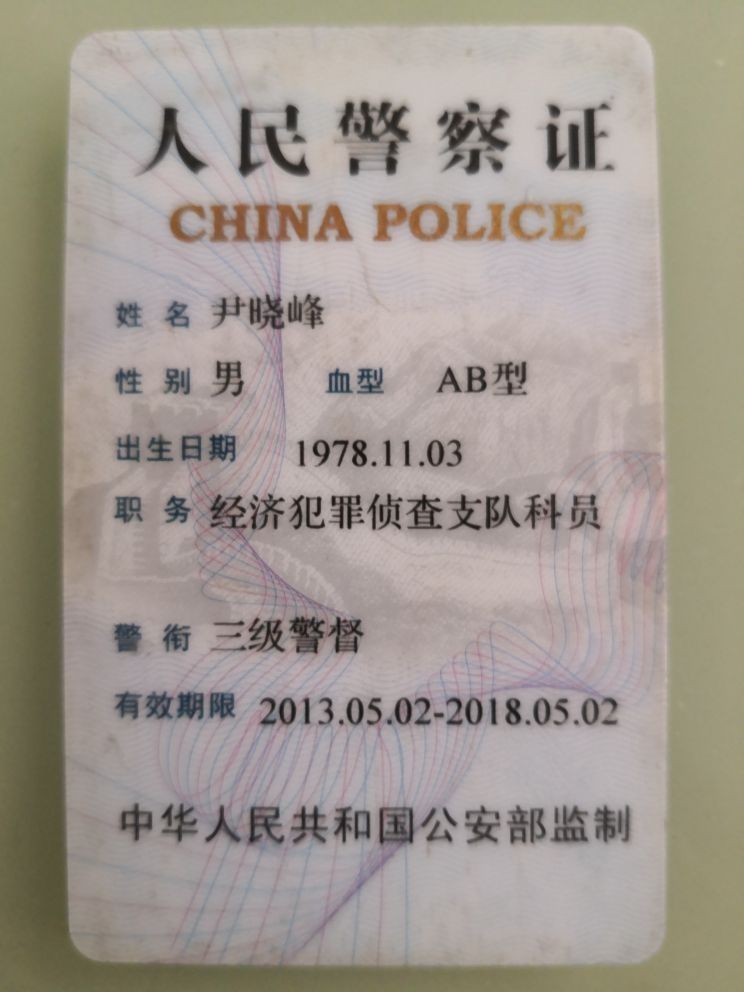 人民警察证
CHINA POLICE
姓名 尹晓峰
性别 男 血型 AB型
出生日期 1978.11.03
职务 经济犯罪侦查支队科员
警衔 三级警督
有效期限 2013.05.02-2018.05.02
中华人民共和国公安部监制